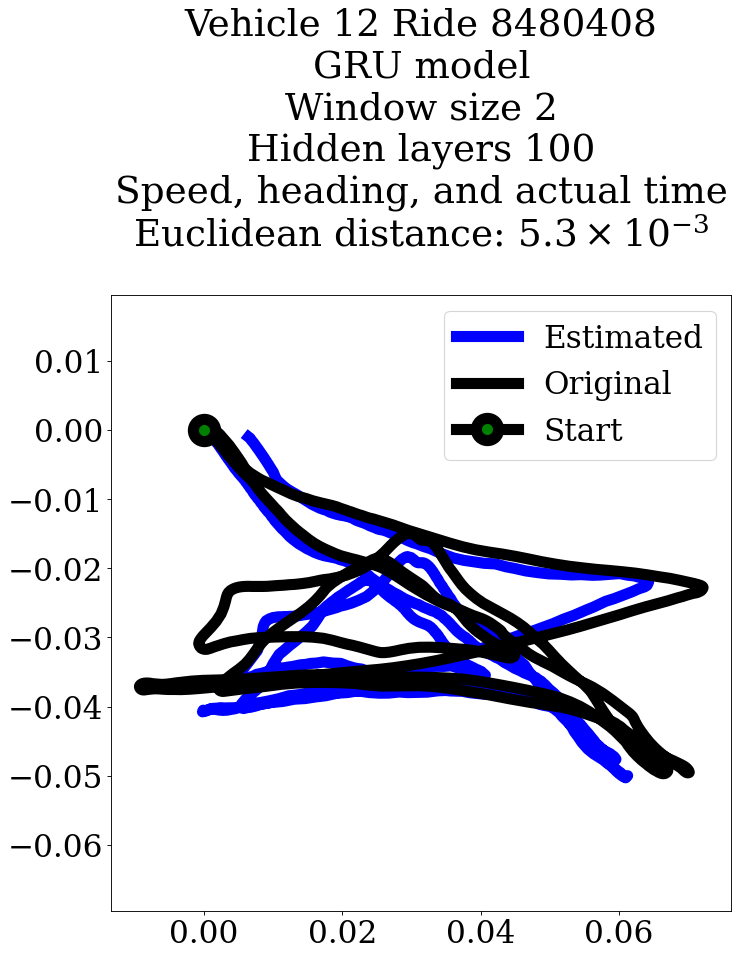 Vehicle 12 Ride 8480408
GRU model
Window size 2
Hidden layers 100
Speed, heading, and actual time
Euclidean distance: 5.3 × 10⁻³
Estimated
Original
Start
0.01
0.00
−0.01
−0.02
−0.03
−0.04
−0.05
−0.06
0.00 0.02 0.04 0.06